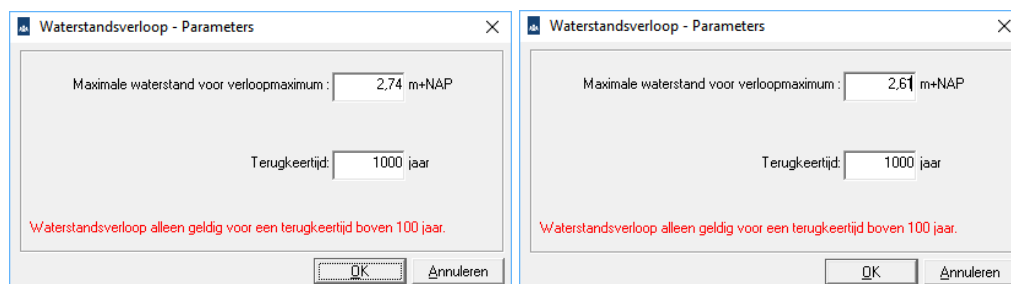 Waterstandsverloop - Parameters
Maximale waterstand voor verloopmaximum : 2,74 m+NAP
Terugkeertijd: 1000 jaar
Waterstandsverloop alleen geldig voor een terugkeertijd boven 100 jaar.
OK Annuleren
Waterstandsverloop - Parameters
Maximale waterstand voor verloopmaximum : 2,61 m+NAP
Terugkeertijd: 1000 jaar
Waterstandsverloop alleen geldig voor een terugkeertijd boven 100 jaar.
OK Annuleren